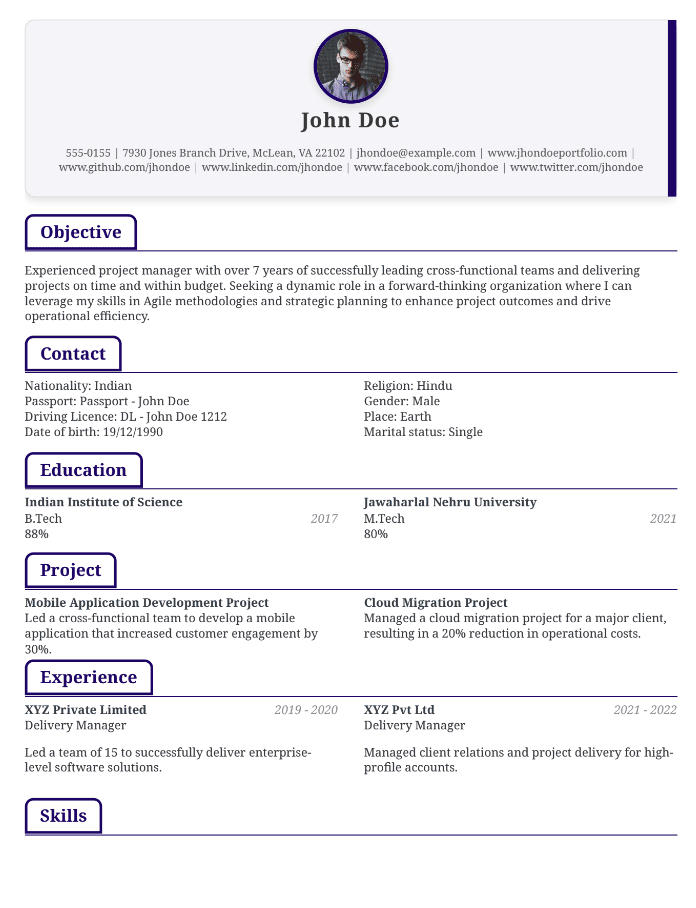 John Doe
555-0155 | 7930 Jones Branch Drive, McLean, VA 22102 | jhondoe@example.com | www.jhondoeportfolio.com |
www.github.com/jhondoe | www.linkedin.com/jhondoe | www.facebook.com/jhondoe | www.twitter.com/jhondoe
Objective
Experienced project manager with over 7 years of successfully leading cross-functional teams and delivering
projects on time and within budget. Seeking a dynamic role in a forward-thinking organization where I can
leverage my skills in Agile methodologies and strategic planning to enhance project outcomes and drive
operational efficiency.
Contact
Nationality: Indian
Passport: Passport - John Doe
Driving Licence: DL - John Doe 1212
Date of birth: 19/12/1990
Religion: Hindu
Gender: Male
Place: Earth
Marital status: Single
Education
Indian Institute of Science
B.Tech 2017
88%
Jawaharlal Nehru University
M.Tech 2021
80%
Project
Mobile Application Development Project
Led a cross-functional team to develop a mobile
application that increased customer engagement by
30%.
Cloud Migration Project
Managed a cloud migration project for a major client,
resulting in a 20% reduction in operational costs.
Experience
XYZ Private Limited 2019 - 2020
Delivery Manager
Led a team of 15 to successfully deliver enterprise-
level software solutions.
XYZ Pvt Ltd 2021 - 2022
Delivery Manager
Managed client relations and project delivery for high-
profile accounts.
Skills